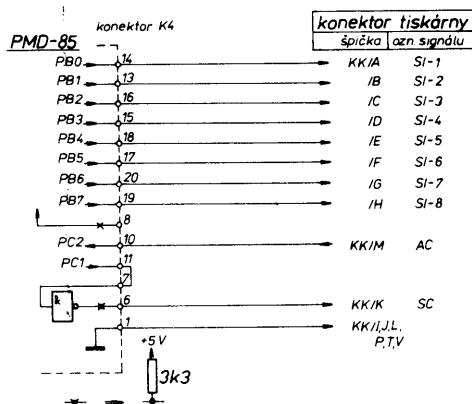 konektor K4
konektor tiskárny
PMD-85
špička ozn. signálu
PB0 14 KK/A SI-1
PB1 13 /B SI-2
PB2 16 /C SI-3
PB3 15 /D SI-4
PB4 18 /E SI-5
PB5 17 /F SI-6
PB6 20 /G SI-7
PB7 19 /H SI-8
8
PC2 10 KK/M AC
PC1 11
7
k 6 KK/K SC
1 KK/I,J,L,
P,T,V
+5V
3k3